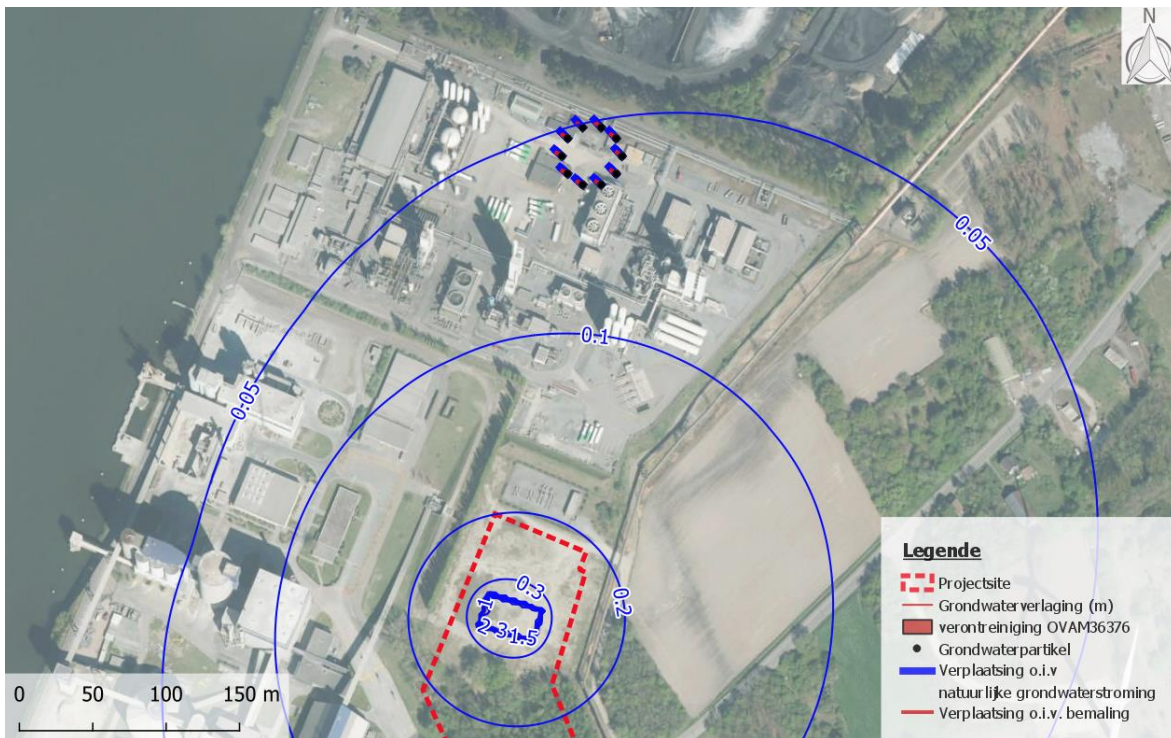 N
0.05
0.1
0.05
0.3
0.2
1
2 3 1.5
0 50 100 150 m
Legende
Projectsite
Grondwaterverlaging (m)
verontreiniging OVAM36376
Grondwaterpartikel
Verplaatsing o.i.v
natuurlijke grondwaterstroming
Verplaatsing o.i.v. bemaling